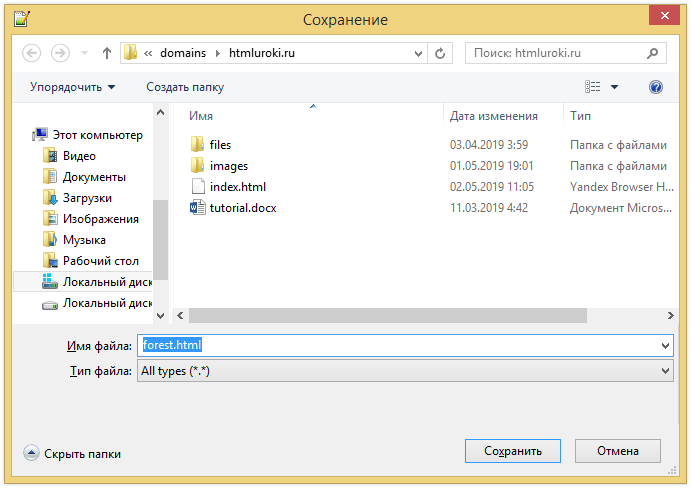 Сохранение
« domains › htmluroki.ru
Поиск: htmluroki.ru
Упорядочить
Создать папку
Имя Дата изменения Тип
Этот компьютер
Видео
Документы
Загрузки
Изображения
Музыка
Рабочий стол
Локальный диск
Локальный диск
files 03.04.2019 3:59 Папка с файлами
images 01.05.2019 19:01 Папка с файлами
index.html 02.05.2019 11:05 Yandex Browser H...
tutorial.docx 11.03.2019 4:42 Документ Micros...
Имя файла: forest.html
Тип файла: All types (*.*)
Скрыть папки
Сохранить
Отмена